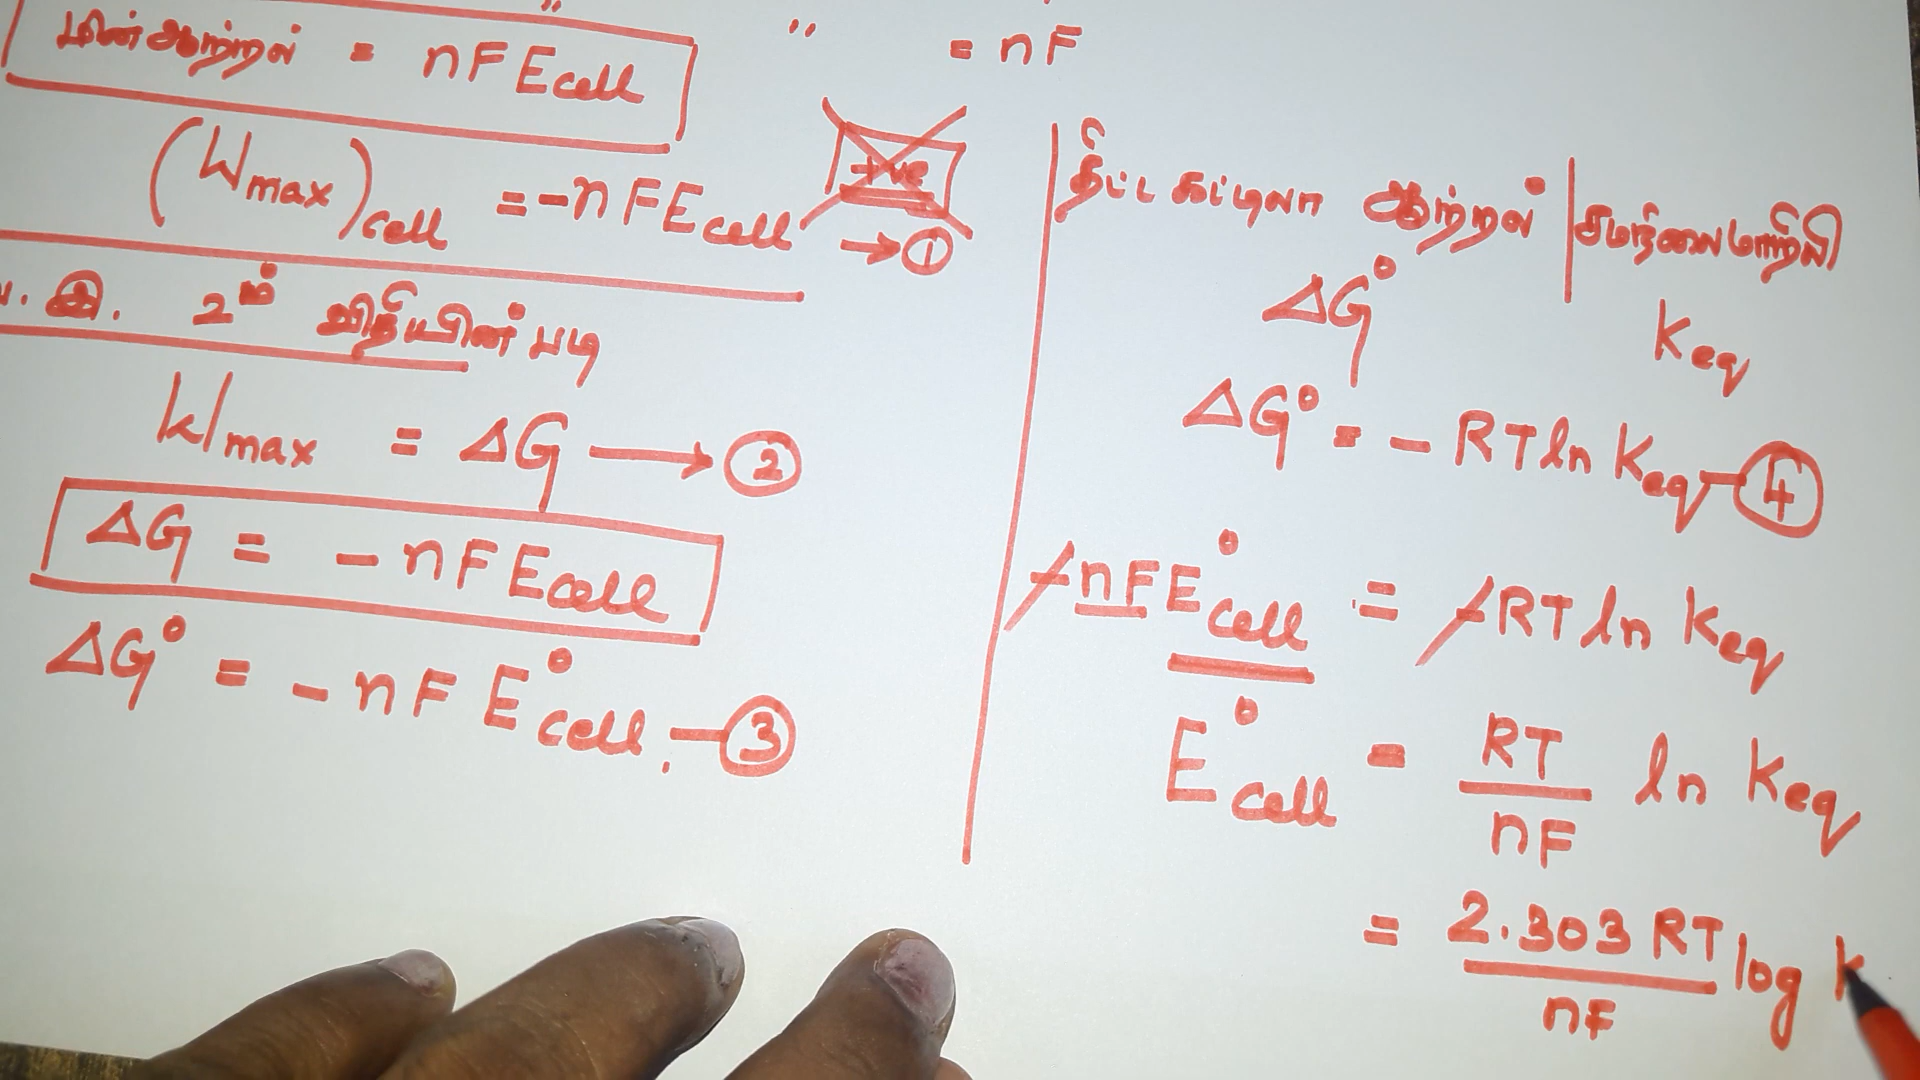 " " = nF
மின்ஆற்றல் = nFEcell
(Wmax)cell = -nFEcell → ①
+ve
வ. இ. 2ம் விதியின் படி
Wmax = ΔG → ②
ΔG = - nFEcell
ΔG° = - nFE°cell. - ③
திட்ட கட்டிலா ஆற்றல் | சமநிலை மாறிலி
ΔG° Keq
ΔG° = - RT ln Keq - ④
-nFE°cell = -RT ln Keq
E°cell = RT/nF ln Keq
= 2.303 RT/nF log K